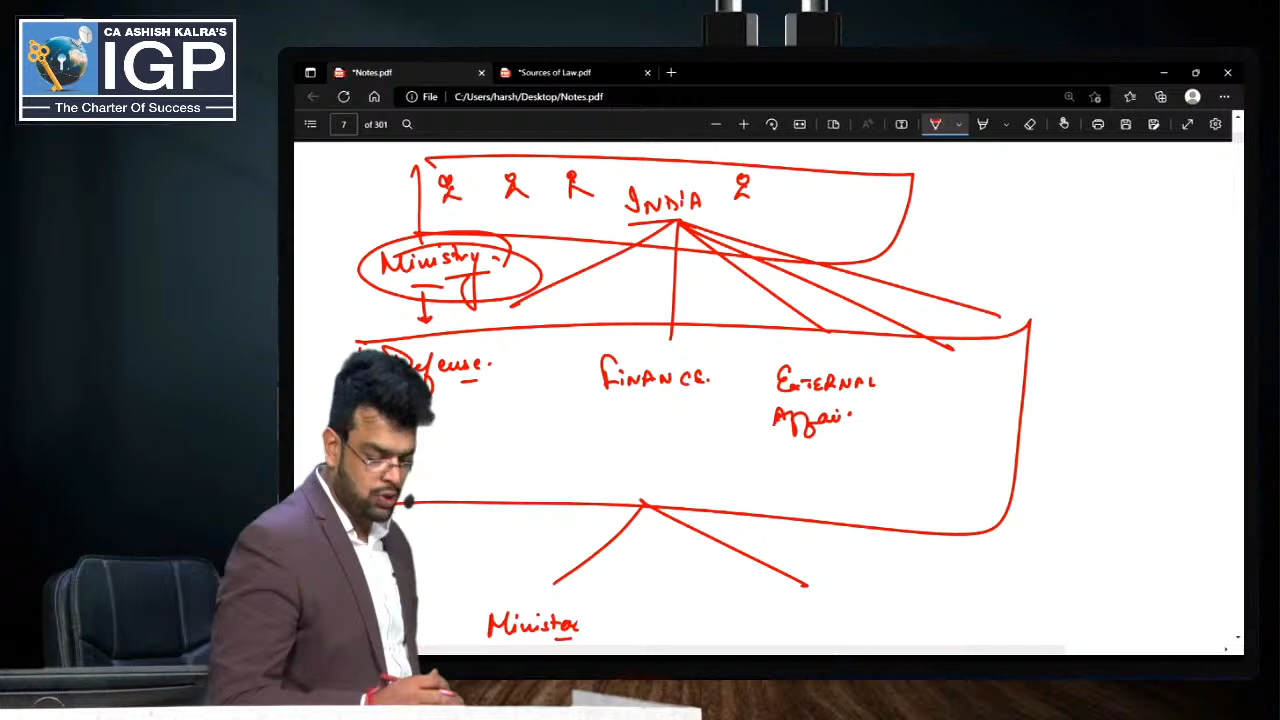 CA ASHISH KALRA'S
IGP
The Charter Of Success
*Notes.pdf
*Sources of Law.pdf
File
C:/Users/harsh/Desktop/Notes.pdf
7 of 301
INDIA
Ministry
Defense.
FINANCE.
EXTERNAL
Affair.
Minister